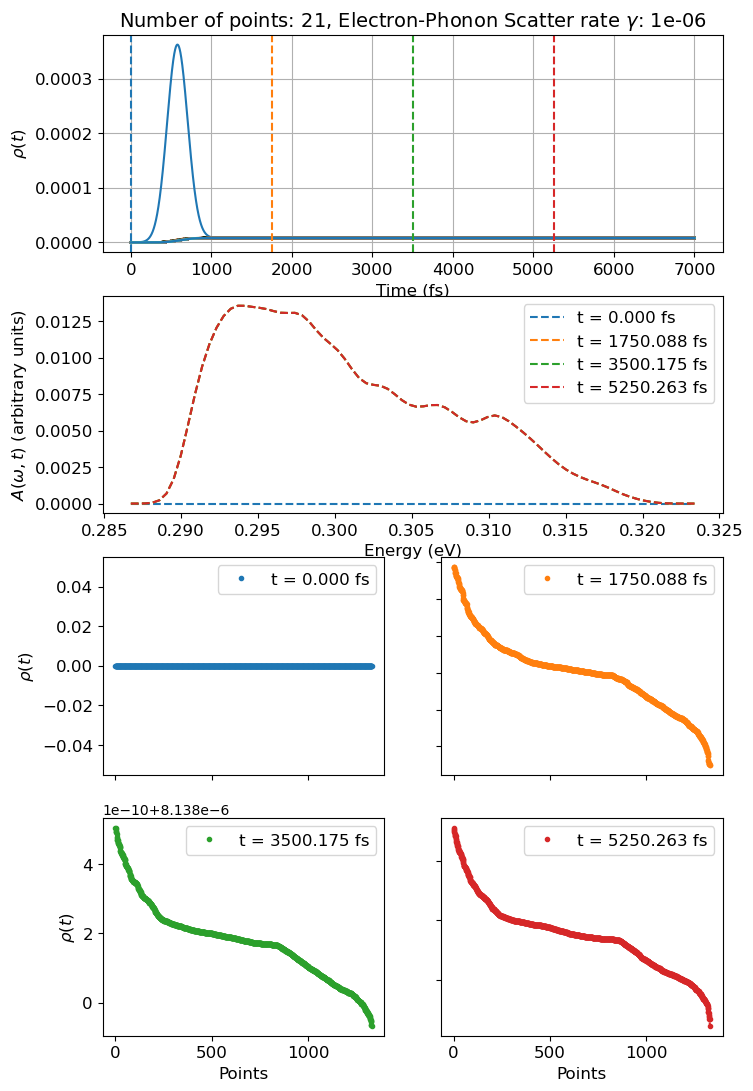 Number of points: 21, Electron-Phonon Scatter rate γ: 1e-06
0.0003
0.0002
0.0001
0.0000
ρ(t)
0 1000 2000 3000 4000 5000 6000 7000
Time (fs)
0.0125
0.0100
0.0075
0.0050
0.0025
0.0000
A(ω, t) (arbitrary units)
t = 0.000 fs
t = 1750.088 fs
t = 3500.175 fs
t = 5250.263 fs
0.285 0.290 0.295 0.300 0.305 0.310 0.315 0.320 0.325
Energy (eV)
0.04
0.02
0.00
−0.02
−0.04
ρ(t)
t = 0.000 fs
t = 1750.088 fs
1e−10+8.138e−6
4
2
0
ρ(t)
t = 3500.175 fs
0 500 1000
Points
t = 5250.263 fs
0 500 1000
Points